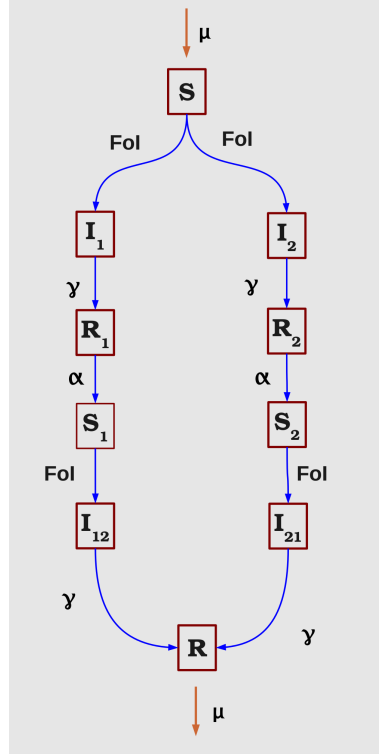 μ
S
FoI FoI
I₁ I₂
γ γ
R₁ R₂
α α
S₁ S₂
FoI FoI
I₁₂ I₂₁
γ γ
R
μ